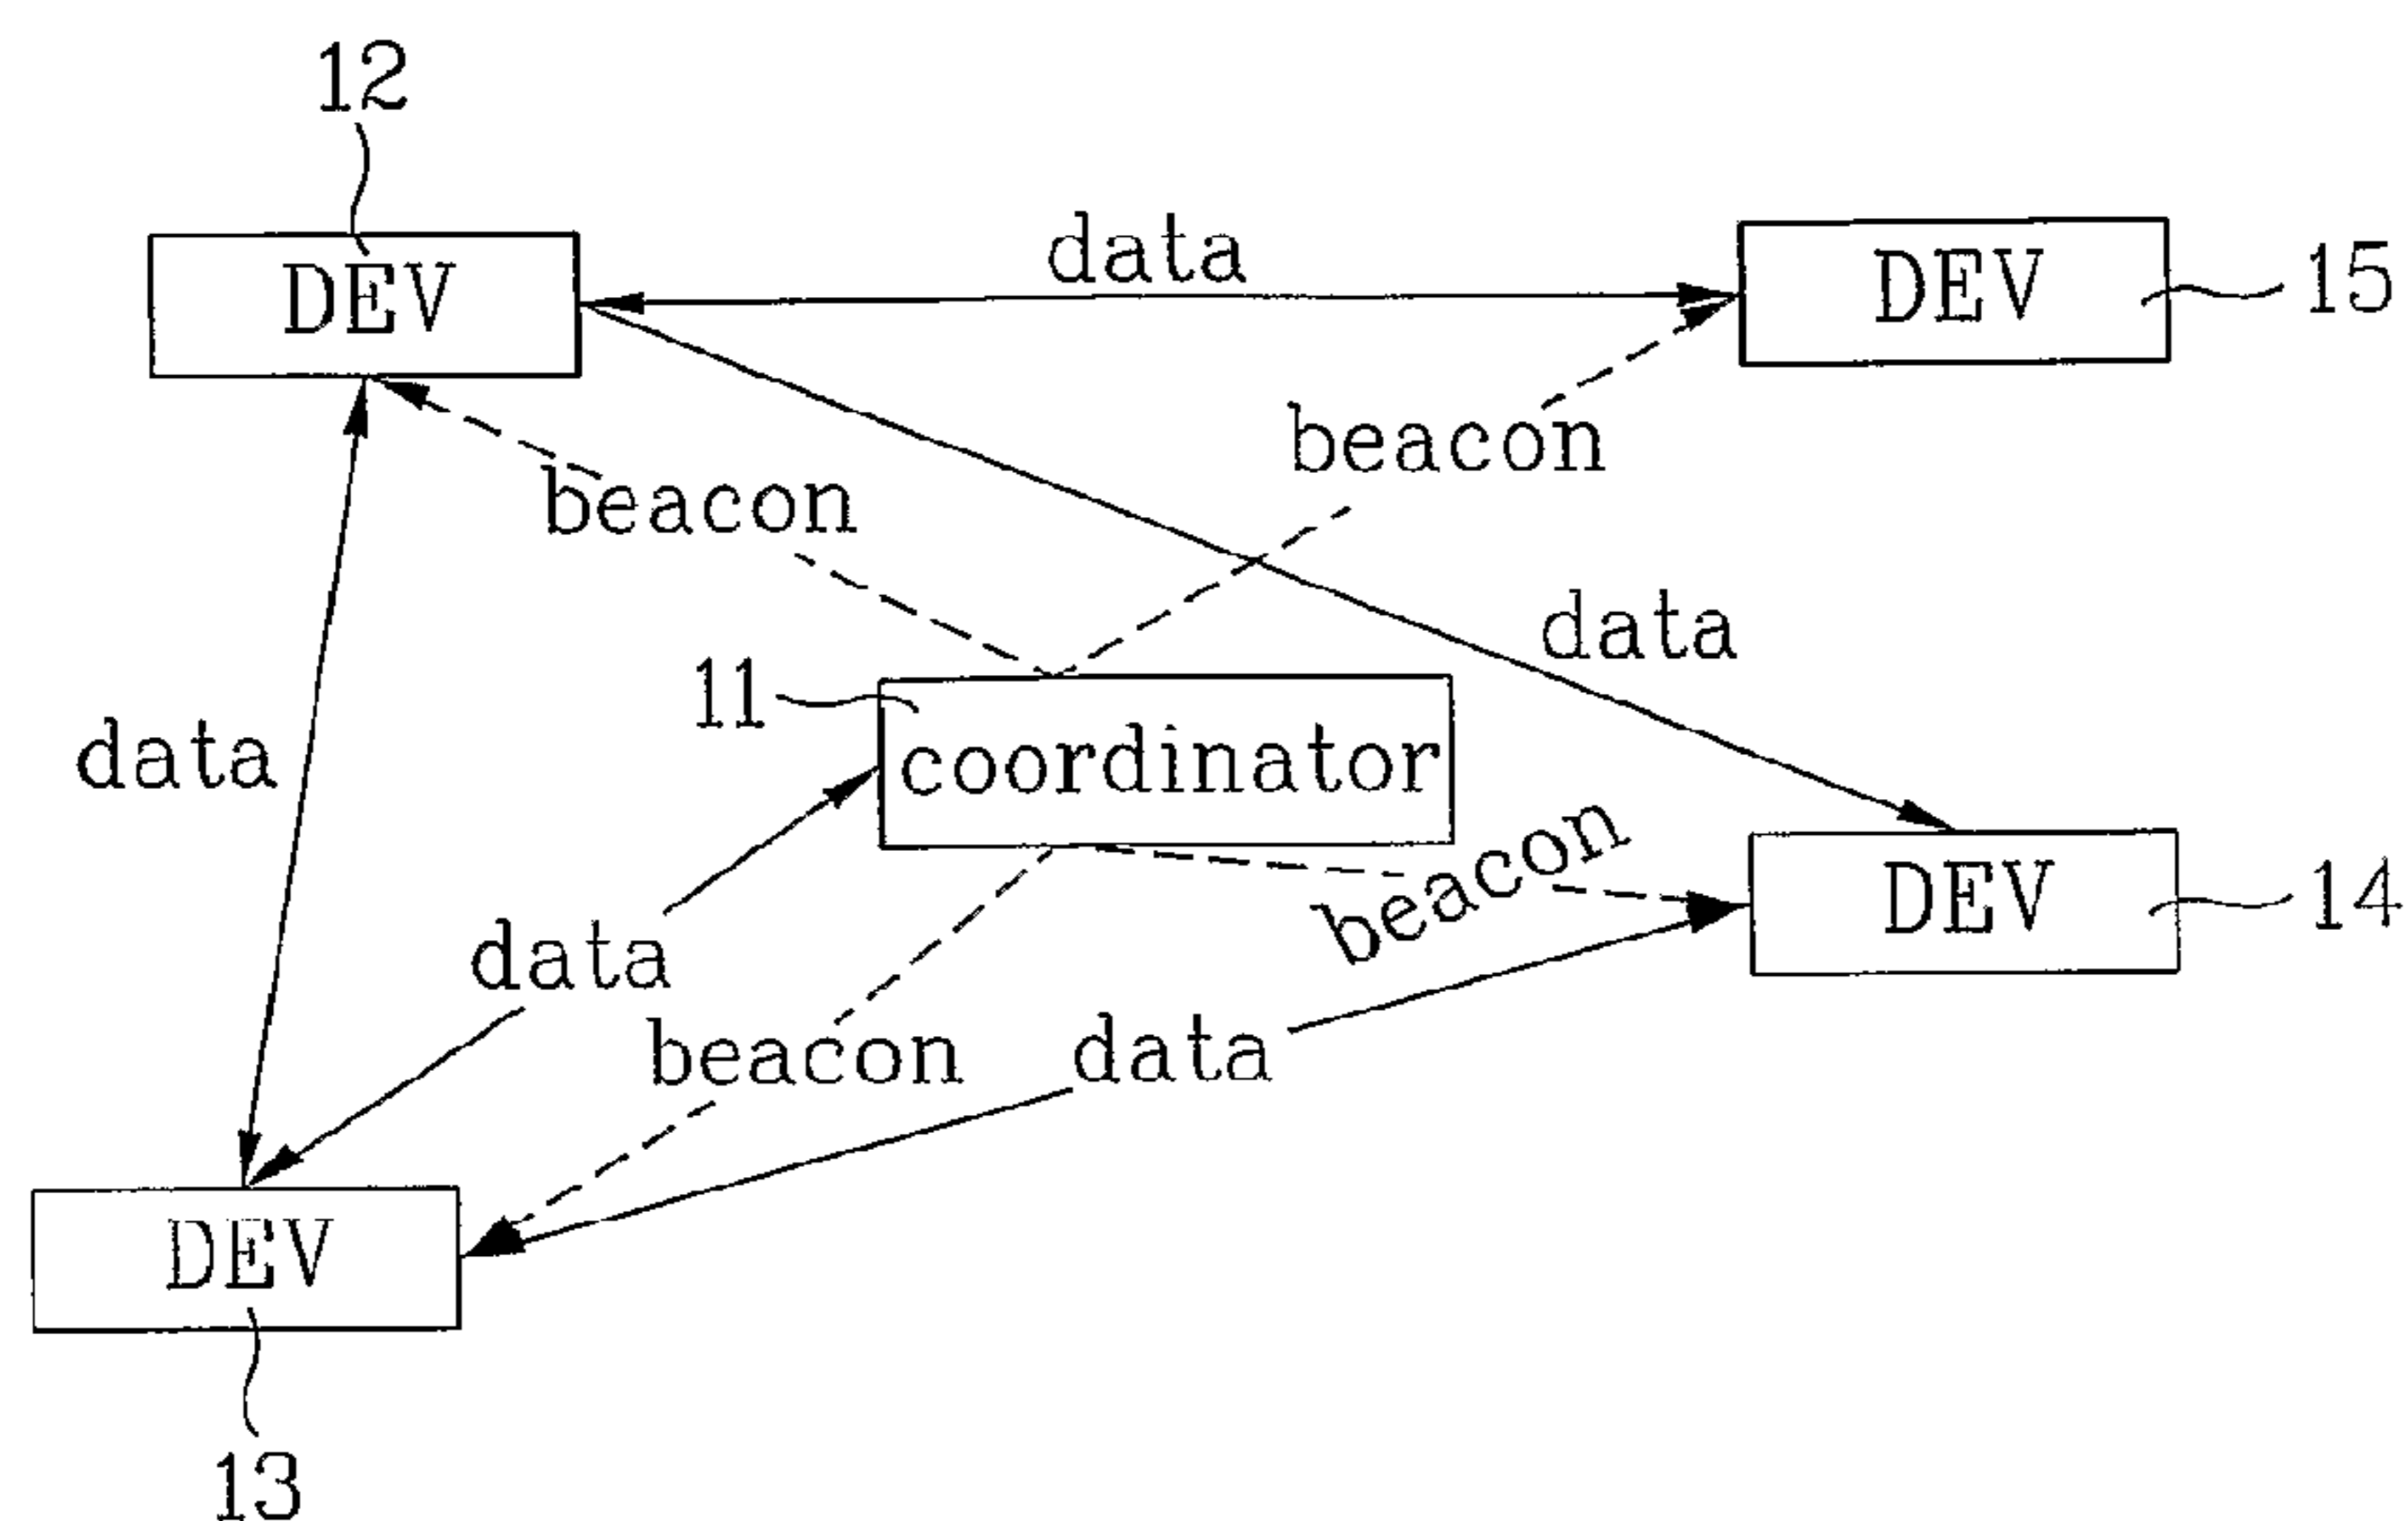 12
data
DEV
DEV
15
beacon
beacon
data
11
coordinator
data
beacon
DEV
14
data
beacon
data
DEV
13